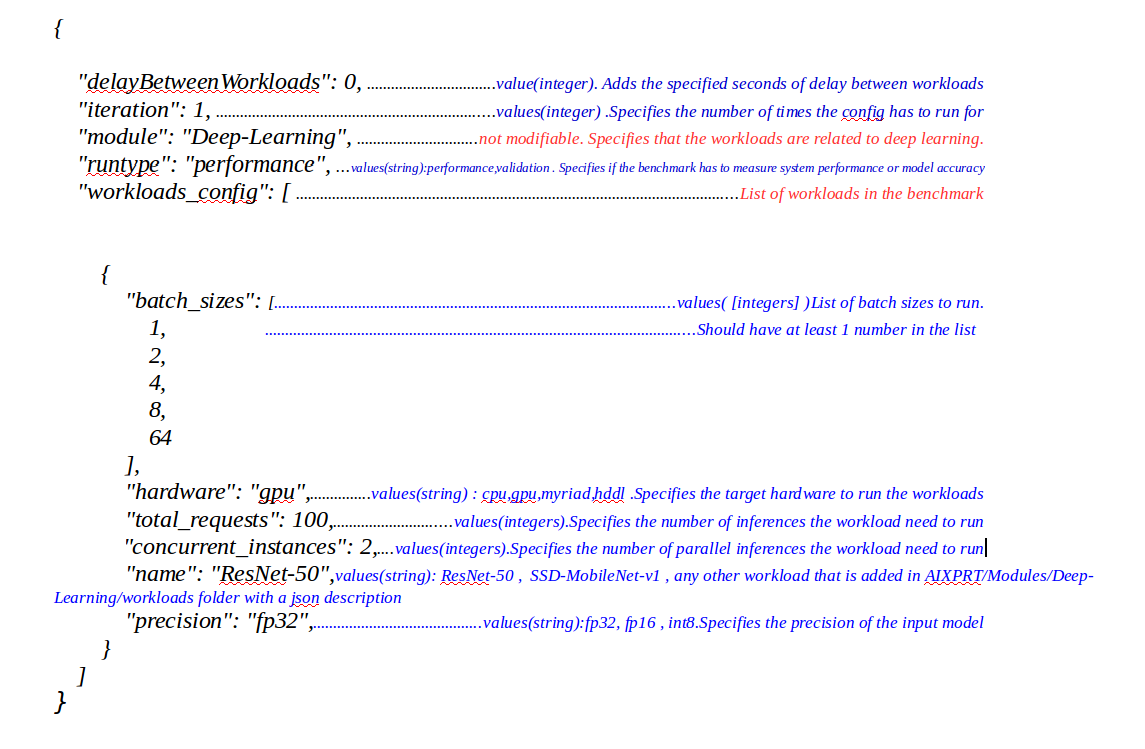 {
"delayBetweenWorkloads": 0, ................................value(integer). Adds the specified seconds of delay between workloads
"iteration": 1, ......................................................................values(integer) .Specifies the number of times the config has to run for
"module": "Deep-Learning", ..............................not modifiable. Specifies that the workloads are related to deep learning.
"runtype": "performance", ...values(string):performance,validation . Specifies if the benchmark has to measure system performance or model accuracy
"workloads_config": [ ..............................................................................................................List of workloads in the benchmark
{
"batch_sizes": [....................................................................................................values( [integers] )List of batch sizes to run.
1, ...........................................................................................................Should have at least 1 number in the list
2,
4,
8,
64
],
"hardware": "gpu",...............values(string) : cpu,gpu,myriad,hddl .Specifies the target hardware to run the workloads
"total_requests": 100,..............................values(integers).Specifies the number of inferences the workload need to run
"concurrent_instances": 2,....values(integers).Specifies the number of parallel inferences the workload need to run
"name": "ResNet-50",values(string): ResNet-50 , SSD-MobileNet-v1 , any other workload that is added in AIXPRT/Modules/Deep-
Learning/workloads folder with a json description
"precision": "fp32",..........................................values(string):fp32, fp16 , int8.Specifies the precision of the input model
}
]
}